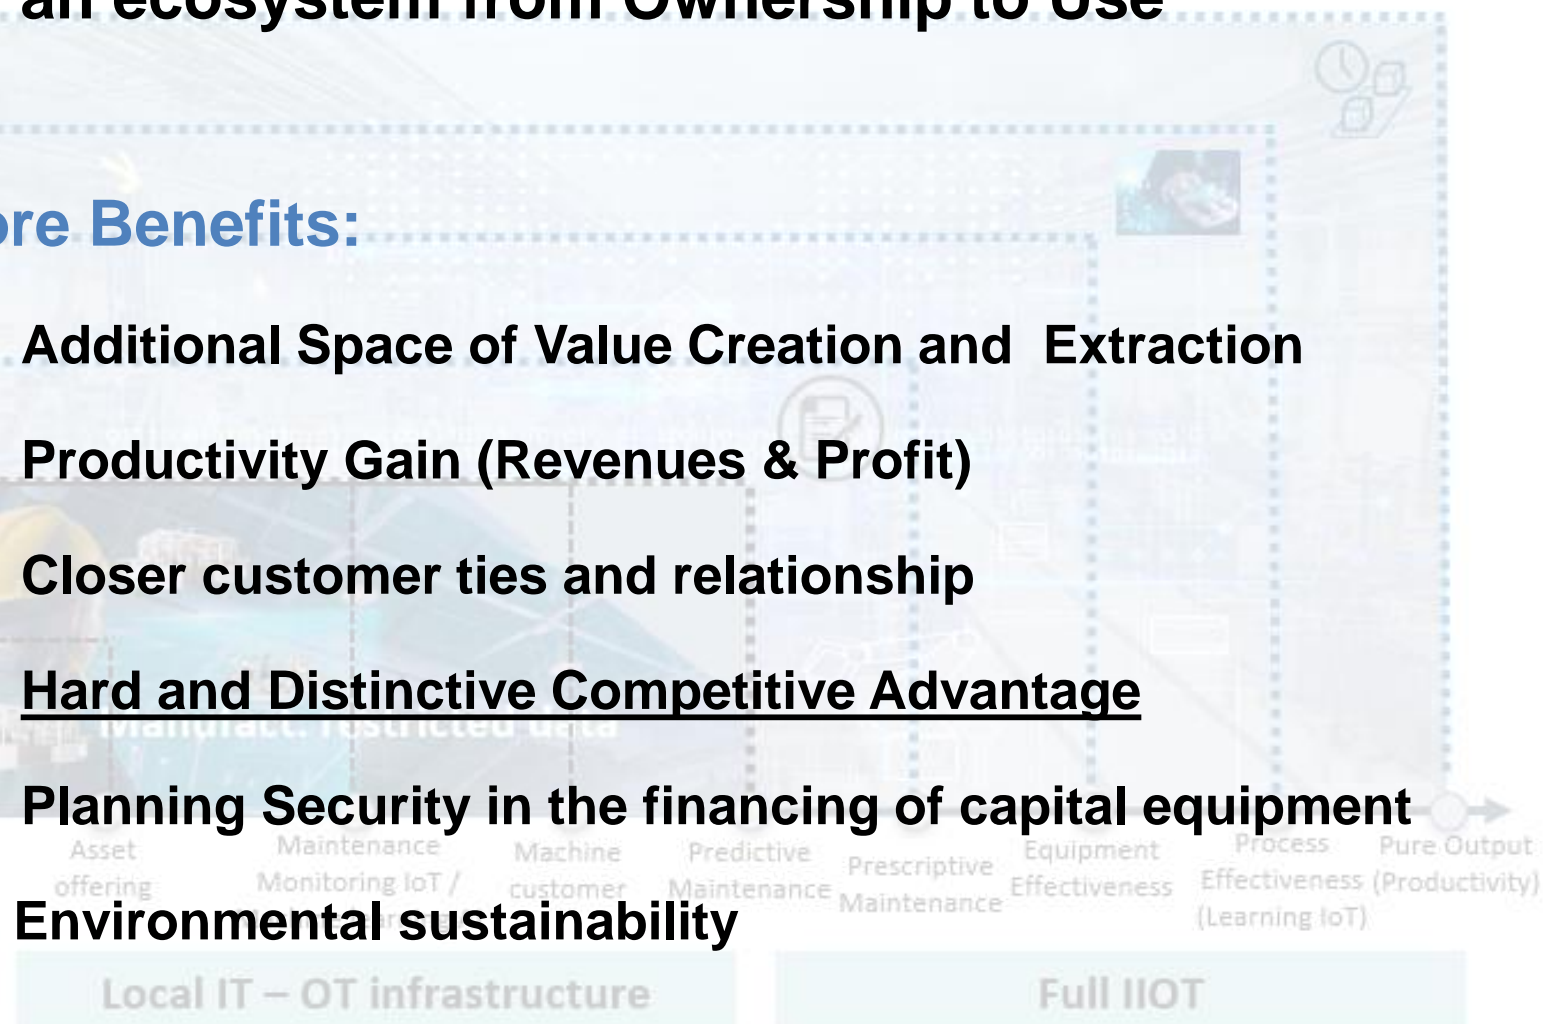 an ecosystem from Ownership to Use
ore Benefits:
Additional Space of Value Creation and  Extraction
Productivity Gain (Revenues & Profit)
Closer customer ties and relationship
Hard and Distinctive Competitive Advantage
Manufact. restricted data
Planning Security in the financing of capital equipment
Asset
offering
Maintenance
Monitoring IoT /
Machine
customer
Predictive
Maintenance
Prescriptive
Maintenance
Equipment
Effectiveness
Process
Effectiveness
(Learning IoT)
Pure Output
(Productivity)
Environmental sustainability
Local IT – OT infrastructure
Full IIOT